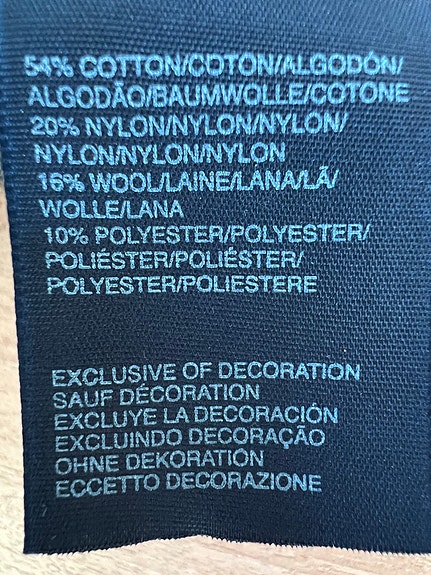 54% COTTON/COTON/ALGODÓN/
ALGODÃO/BAUMWOLLE/COTONE
20% NYLON/NYLON/NYLON/
NYLON/NYLON/NYLON
16% WOOL/LAINE/LANA/LÃ/
WOLLE/LANA
10% POLYESTER/POLYESTER/
POLIÉSTER/POLIÉSTER/
POLYESTER/POLIESTERE
EXCLUSIVE OF DECORATION
SAUF DÉCORATION
EXCLUYE LA DECORACIÓN
EXCLUINDO DECORAÇÃO
OHNE DEKORATION
ECCETTO DECORAZIONE